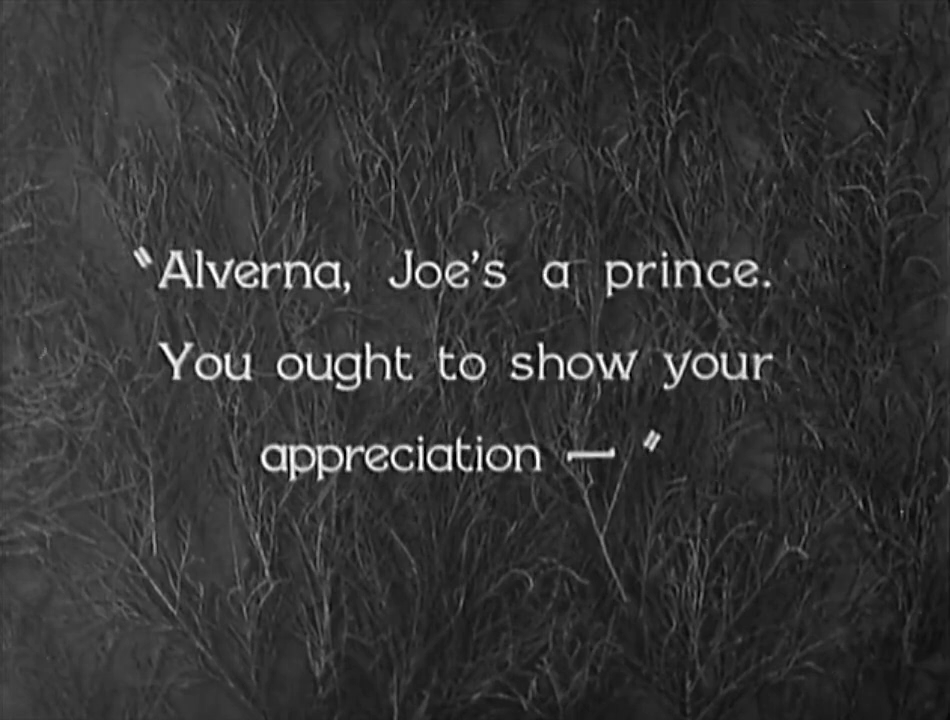 "Alverna, Joe's a prince.
You ought to show your
appreciation — "